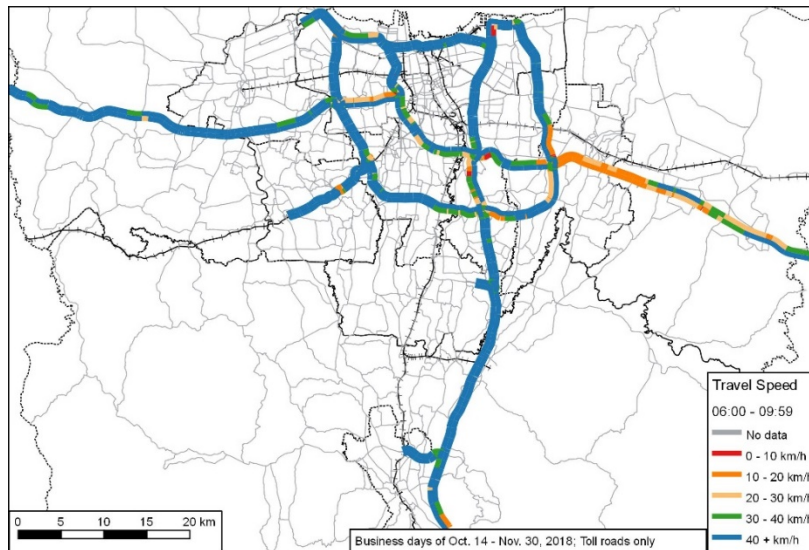 Travel Speed
06:00 - 09:59
No data
0 - 10 km/h
10 - 20 km/h
20 - 30 km/h
30 - 40 km/h
40 + km/h
0 5 10 15 20 km
Business days of Oct. 14 - Nov. 30, 2018; Toll roads only